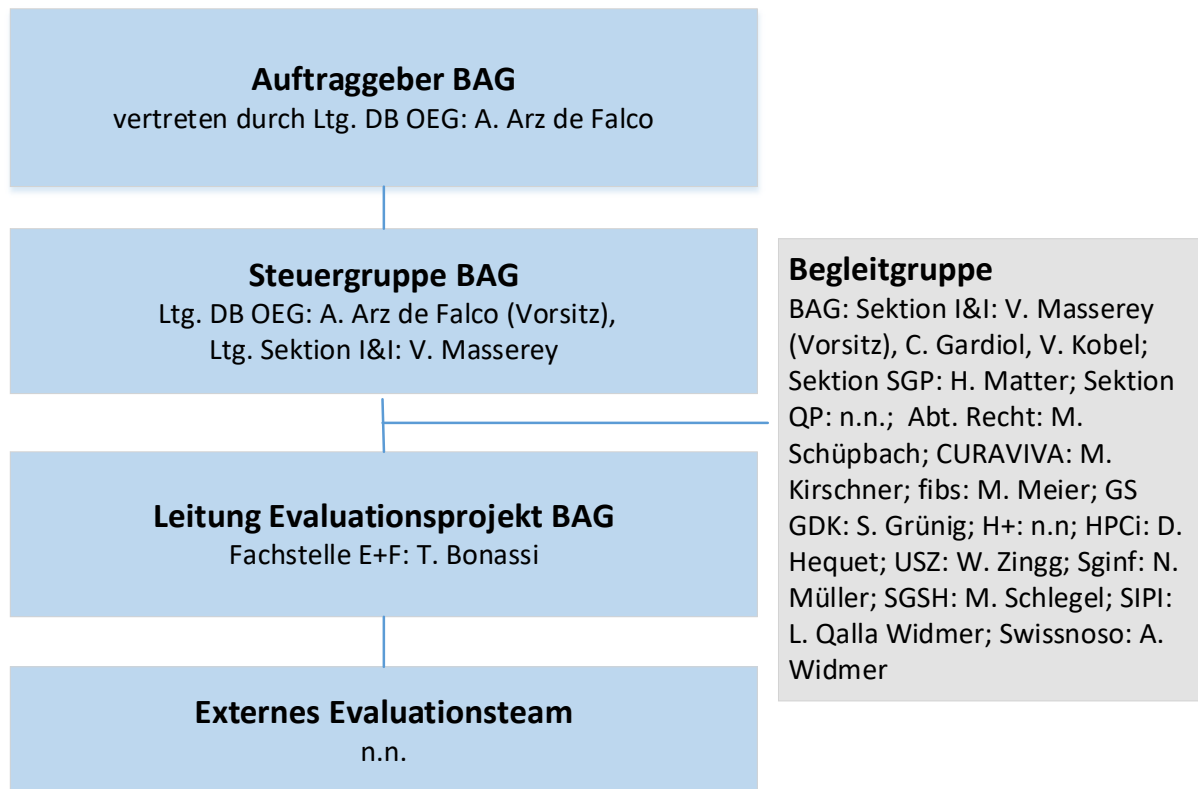 Auftraggeber BAG
vertreten durch Ltg. DB OEG: A. Arz de Falco
Steuergruppe BAG
Ltg. DB OEG: A. Arz de Falco (Vorsitz),
Ltg. Sektion I&I: V. Masserey
Begleitgruppe
BAG: Sektion I&I: V. Masserey
(Vorsitz), C. Gardiol, V. Kobel;
Sektion SGP: H. Matter; Sektion
QP: n.n.; Abt. Recht: M.
Schüpbach; CURAVIVA: M.
Kirschner; fibs: M. Meier; GS
GDK: S. Grünig; H+: n.n; HPCi: D.
Hequet; USZ: W. Zingg; Sginf: N.
Müller; SGSH: M. Schlegel; SIPI:
L. Qalla Widmer; Swissnoso: A.
Widmer
Leitung Evaluationsprojekt BAG
Fachstelle E+F: T. Bonassi
Externes Evaluationsteam
n.n.